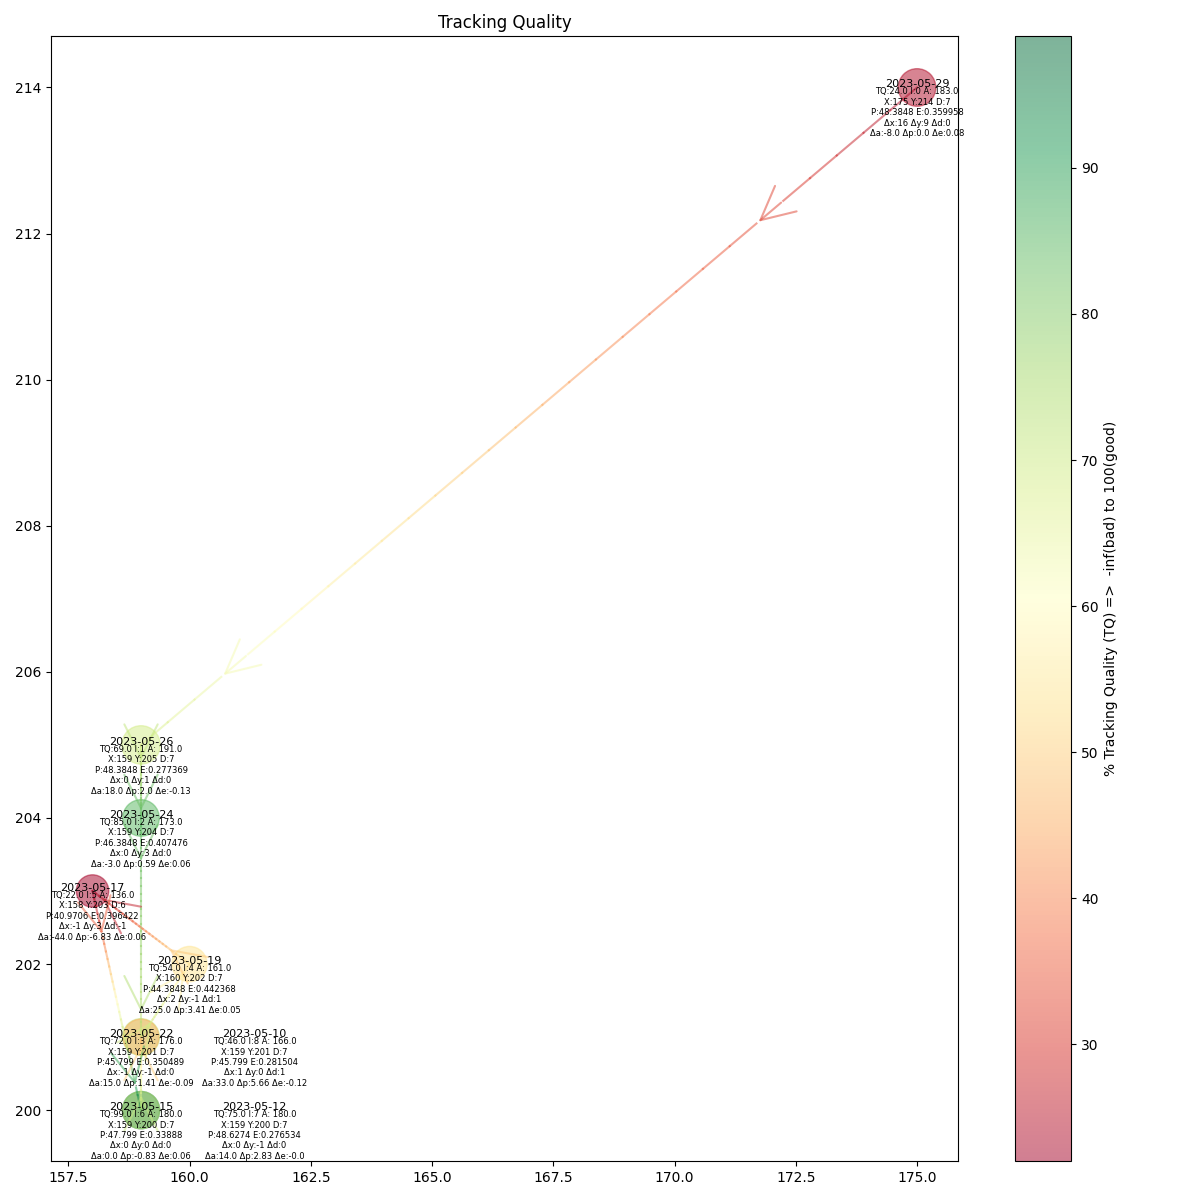 Tracking Quality
214
212
210
208
206
204
202
200
157.5
160.0
162.5
165.0
167.5
170.0
172.5
175.0
2023-05-29
TQ:24.0 I:0 A: 183.0
X:175 Y:214 D:7
P:48.3848 E:0.359958
Δx:16 Δy:9 Δd:0
Δa:-8.0 Δp:0.0 Δe:0.08
2023-05-26
TQ:69.0 I:1 A: 191.0
X:159 Y:205 D:7
P:48.3848 E:0.277369
Δx:0 Δy:1 Δd:0
Δa:18.0 Δp:2.0 Δe:-0.13
2023-05-24
TQ:85.0 I:2 A: 173.0
X:159 Y:204 D:7
P:46.3848 E:0.407476
Δx:0 Δy:3 Δd:0
Δa:-3.0 Δp:0.59 Δe:0.06
2023-05-17
TQ:22.0 I:5 A: 136.0
X:158 Y:203 D:6
P:40.9706 E:0.396422
Δx:-1 Δy:3 Δd:-1
Δa:-44.0 Δp:-6.83 Δe:0.06
2023-05-19
TQ:54.0 I:4 A: 161.0
X:160 Y:202 D:7
P:44.3848 E:0.442368
Δx:2 Δy:-1 Δd:1
Δa:25.0 Δp:3.41 Δe:0.05
2023-05-22
TQ:72.0 I:3 A: 176.0
X:159 Y:201 D:7
P:45.799 E:0.350489
Δx:-1 Δy:-1 Δd:0
Δa:15.0 Δp:1.41 Δe:-0.09
2023-05-10
TQ:46.0 I:8 A: 166.0
X:159 Y:201 D:7
P:45.799 E:0.281504
Δx:1 Δy:0 Δd:1
Δa:33.0 Δp:5.66 Δe:-0.12
2023-05-15
TQ:99.0 I:6 A: 180.0
X:159 Y:200 D:7
P:47.799 E:0.33888
Δx:0 Δy:0 Δd:0
Δa:0.0 Δp:-0.83 Δe:0.06
2023-05-12
TQ:75.0 I:7 A: 180.0
X:159 Y:200 D:7
P:48.6274 E:0.276534
Δx:0 Δy:-1 Δd:0
Δa:14.0 Δp:2.83 Δe:-0.0
90
80
70
60
50
40
30
% Tracking Quality (TQ) => -inf(bad) to 100(good)